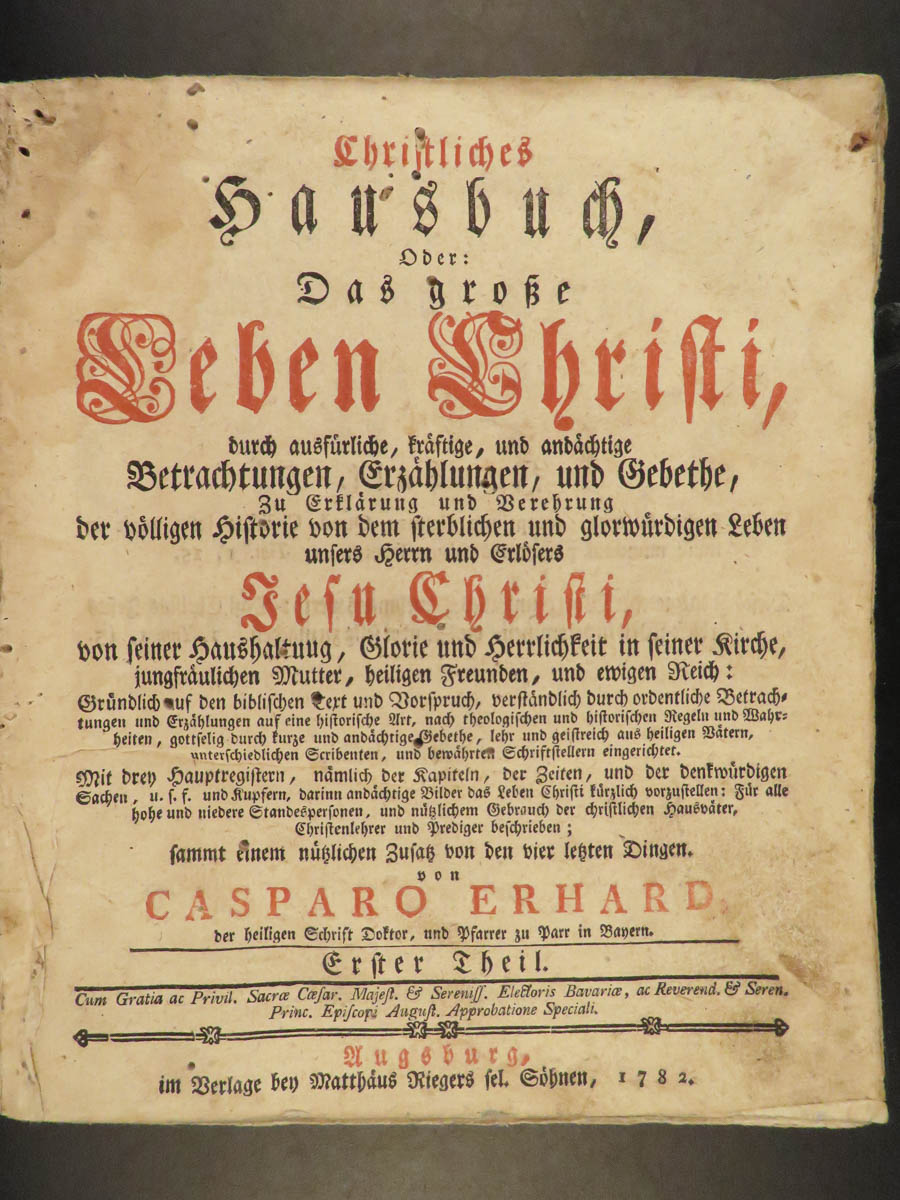 Christliches
Hausbuch,
Oder:
Das große
Leben Christi,
durch ausfürliche, kräftige, und andächtige
Betrachtungen, Erzählungen, und Gebethe,
Zu Erklärung und Verehrung
der völligen Historie von dem sterblichen und glorwürdigen Leben
unsers Herrn und Erlösers
Jesu Christi,
von seiner Haushaltung, Glorie und Herrlichkeit in seiner Kirche,
jungfräulichen Mutter, heiligen Freunden, und ewigen Reich:
Gründlich auf den biblischen Text und Vorspruch, verständlich durch ordentliche Betrach-
tungen und Erzählungen auf eine historische Art, nach theologischen und historischen Regeln und Wahr-
heiten, gottselig durch kurze und andächtige Gebethe, lehr und geistreich aus heiligen Vätern,
unterschiedlichen Scribenten, und bewährten Schriftstellern eingerichtet.
Mit drey Hauptregistern, nämlich der Kapiteln, der Zeiten, und der denkwürdigen
Sachen, u. s. f. und Kupfern, darinn andächtige Bilder das Leben Christi kürzlich vorzustellen: Für alle
hohe und niedere Standespersonen, und nützlichem Gebrauch der christlichen Hausväter,
Christenlehrer und Prediger beschrieben;
sammt einem nützlichen Zusatz von den vier letzten Dingen.
von
CASPARO ERHARD,
der heiligen Schrift Doktor, und Pfarrer zu Parr in Bayern.
Erster Theil.
Cum Gratia ac Privil. Sacræ Cæsar. Majest. & Sereniss. Electoris Bavariæ, ac Reverend. & Seren.
Princ. Episcopi August. Approbatione Speciali.
Augsburg,
im Verlage bey Matthäus Riegers sel. Söhnen, 1782.